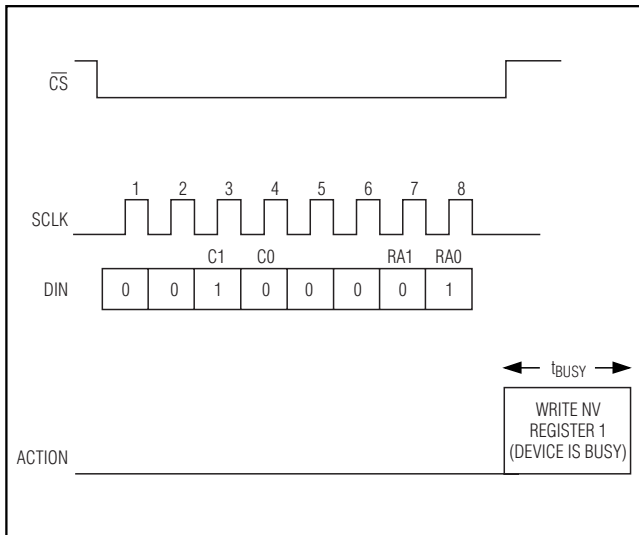 CS
1 2 3 4 5 6 7 8
SCLK
C1 C0 RA1 RA0
DIN 0 0 1 0 0 0 0 1
tBUSY
WRITE NV
REGISTER 1
(DEVICE IS BUSY)
ACTION